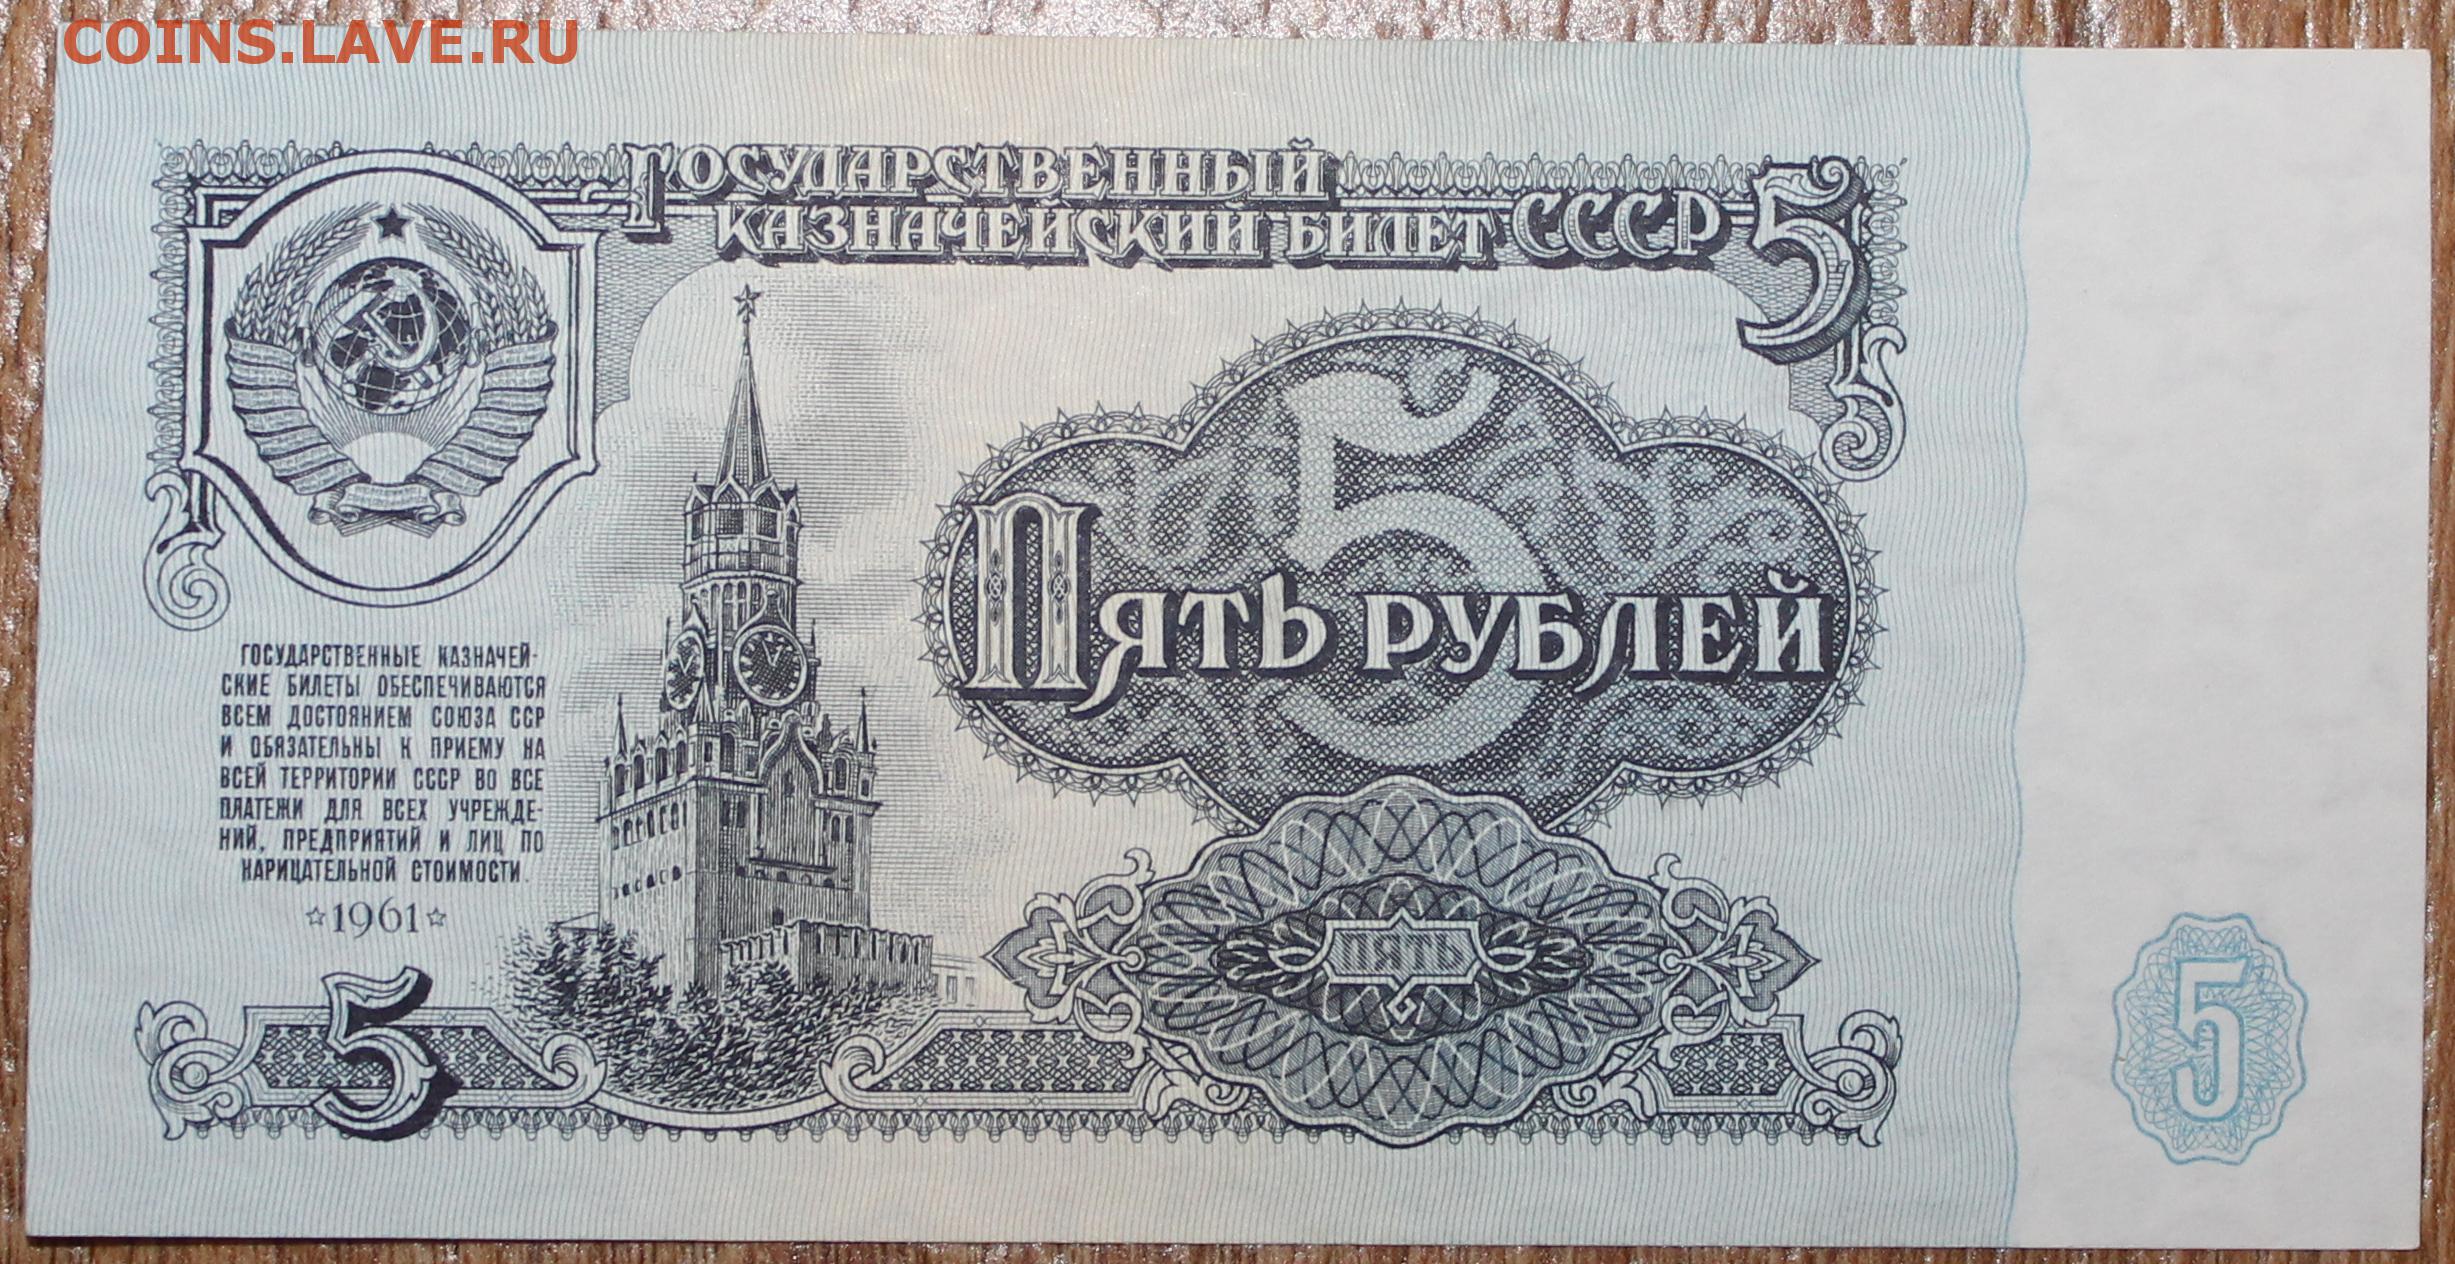 COINS.LAVE.RU
ГОСУДАРСТВЕННЫЙ
КАЗНАЧЕЙСКИЙ БИЛЕТ СССР 5
5
ПЯТЬ РУБЛЕЙ
ГОСУДАРСТВЕННЫЕ КАЗНАЧЕЙ-
СКИЕ БИЛЕТЫ ОБЕСПЕЧИВАЮТСЯ
ВСЕМ ДОСТОЯНИЕМ СОЮЗА ССР
И ОБЯЗАТЕЛЬНЫ К ПРИЕМУ НА
ВСЕЙ ТЕРРИТОРИИ СССР ВО ВСЕ
ПЛАТЕЖИ ДЛЯ ВСЕХ УЧРЕЖДЕ-
НИЙ, ПРЕДПРИЯТИЙ И ЛИЦ ПО
НАРИЦАТЕЛЬНОЙ СТОИМОСТИ.
☆1961☆
ПЯТЬ
5
5